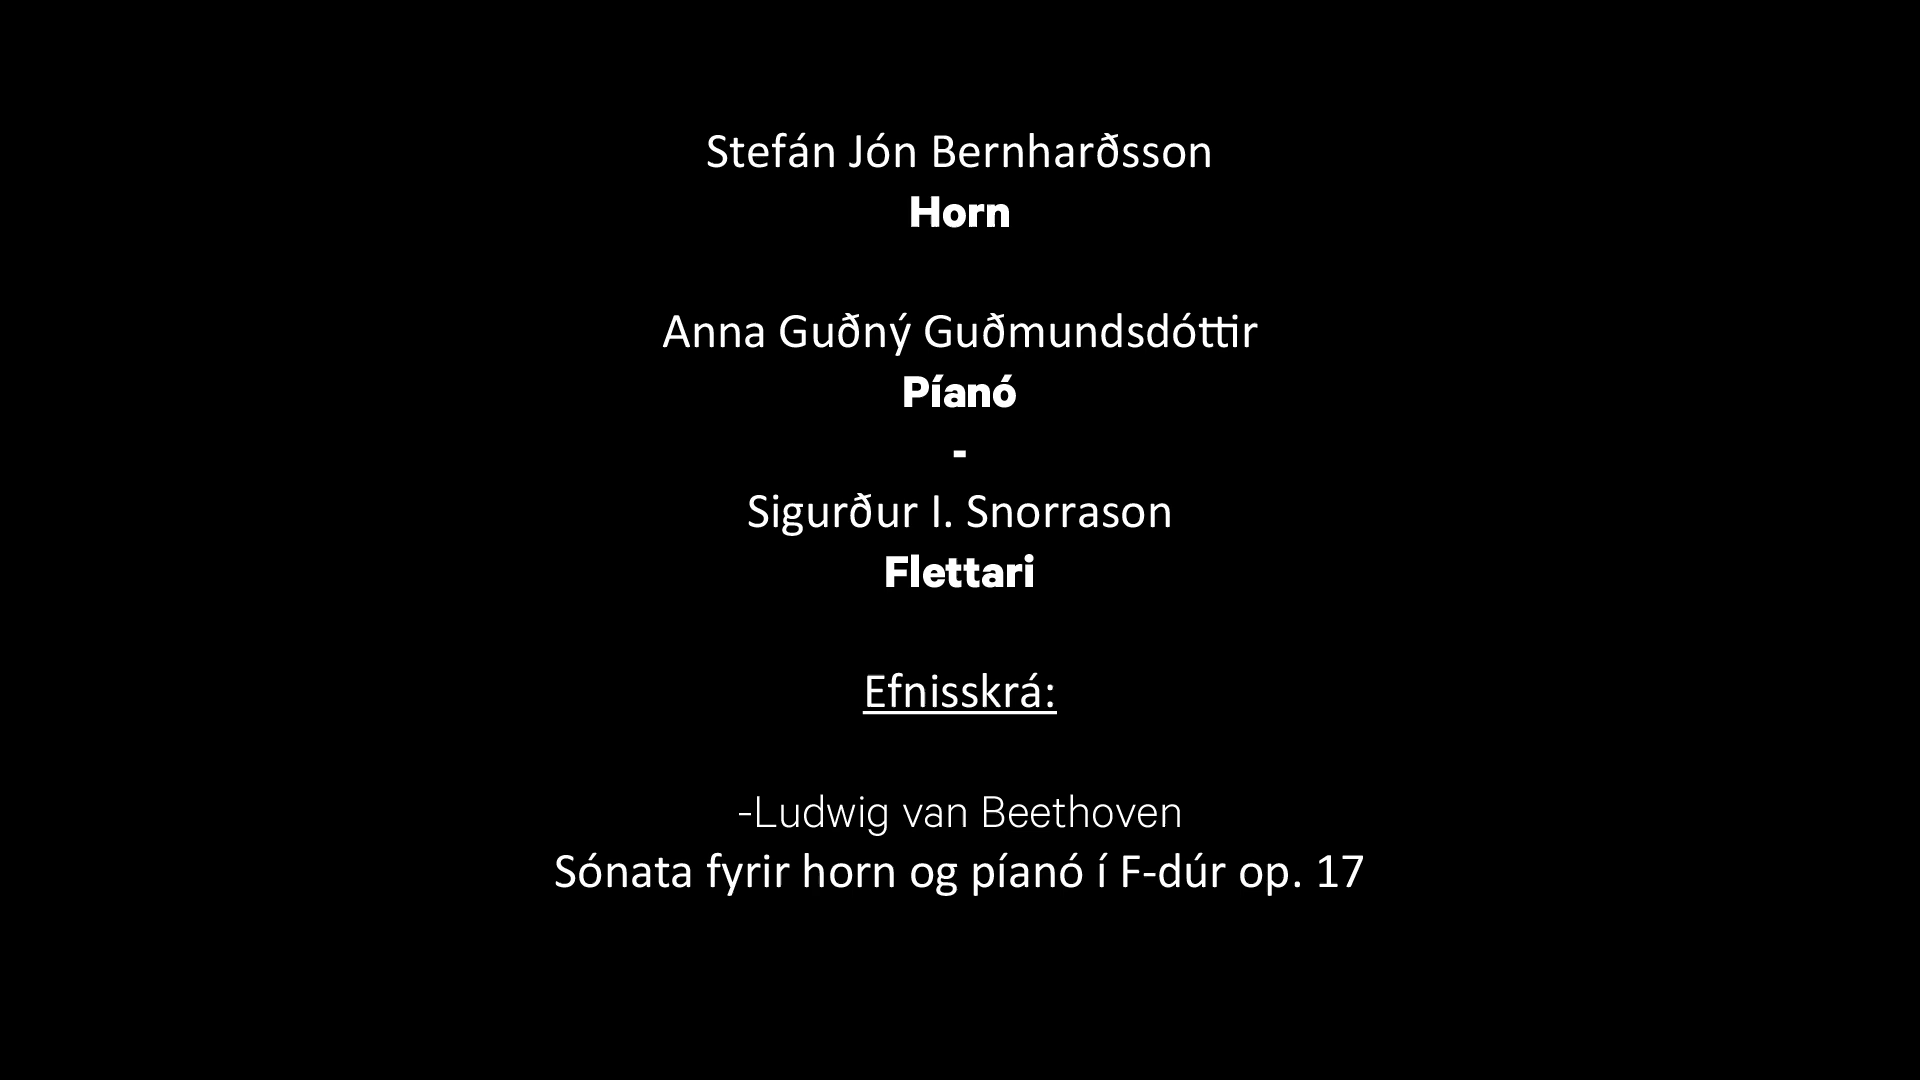 Stefán Jón Bernharðsson
Horn
Anna Guðný Guðmundsdóttir
Píanó
-
Sigurður I. Snorrason
Flettari
Efnisskrá:
-Ludwig van Beethoven
Sónata fyrir horn og píanó í F-dúr op. 17